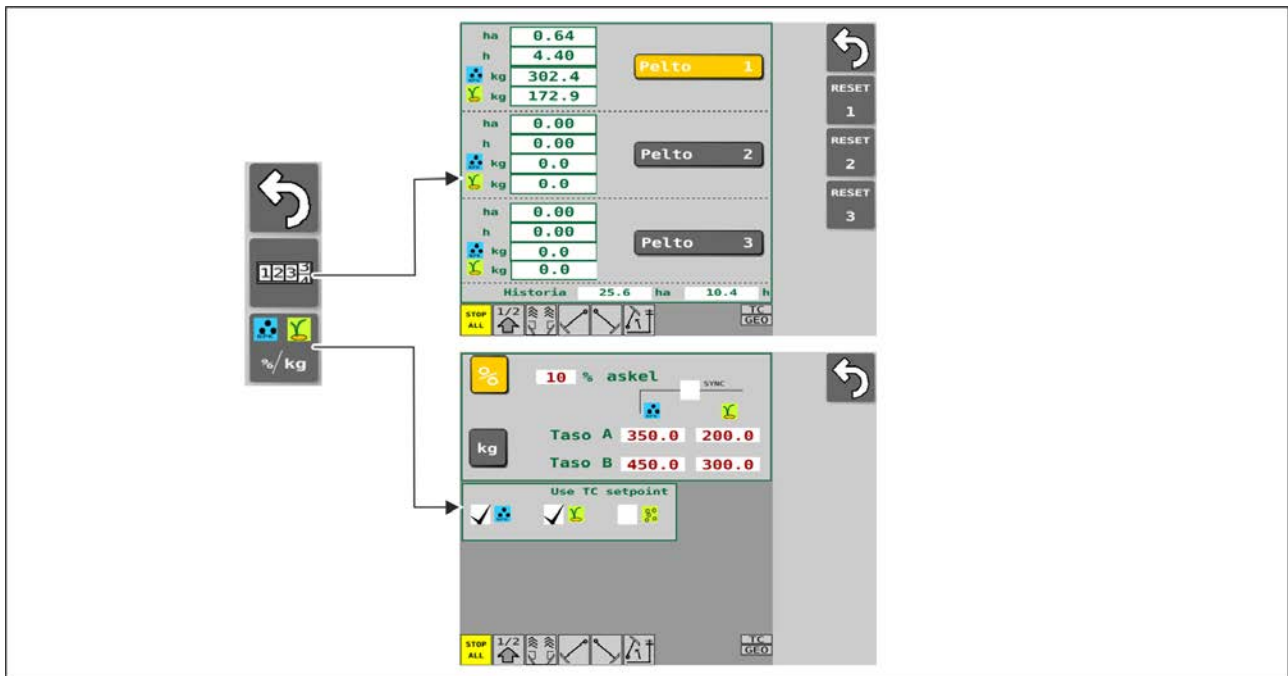 ha 0.64
h 4.40
kg 302.4
kg 172.9
Pelto 1
ha 0.00
h 0.00
kg 0.0
kg 0.0
Pelto 2
ha 0.00
h 0.00
kg 0.0
kg 0.0
Pelto 3
Historia 25.6 ha 10.4 h
STOP ALL 1/2 TC GEO
RESET 1
RESET 2
RESET 3
1233
4
%/kg
% 10 % askel
SYNC
kg
Taso A 350.0 200.0
Taso B 450.0 300.0
Use TC setpoint
STOP ALL 1/2 TC GEO